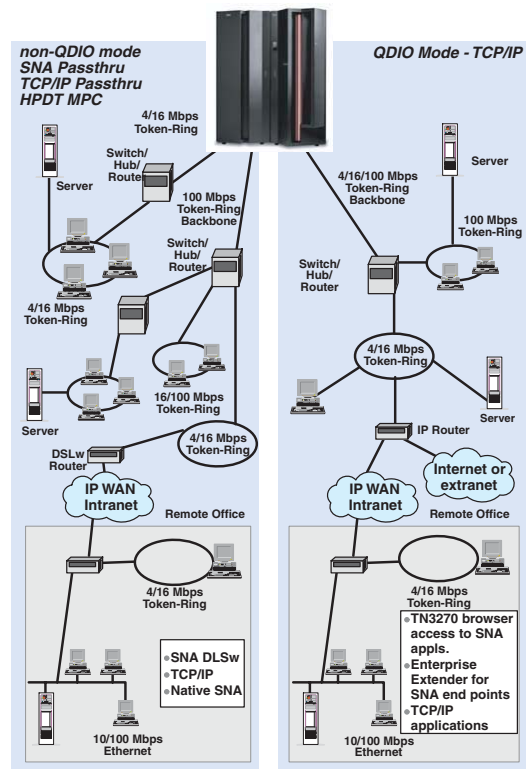 non-QDIO mode
SNA Passthru
TCP/IP Passthru
HPDT MPC
4/16 Mbps
Token-Ring
Switch/
Hub/
Router
Server
100 Mbps
Token-Ring
Backbone
Switch/
Hub/
Router
4/16 Mbps
Token-Ring
16/100 Mbps
Token-Ring
Server
DSLw
Router
4/16 Mbps
Token-Ring
IP WAN
Intranet
Remote Office
4/16 Mbps
Token-Ring
SNA DLSw
TCP/IP
Native SNA
10/100 Mbps
Ethernet
QDIO Mode - TCP/IP
Server
4/16/100 Mbps
Token-Ring
Backbone
100 Mbps
Token-Ring
Switch/
Hub/
Router
4/16 Mbps
Token-Ring
Server
IP Router
Internet or
extranet
IP WAN
Intranet
Remote Office
4/16 Mbps
Token-Ring
TN3270 browser
access to SNA
appls.
Enterprise
Extender for
SNA end points
TCP/IP
applications
10/100 Mbps
Ethernet